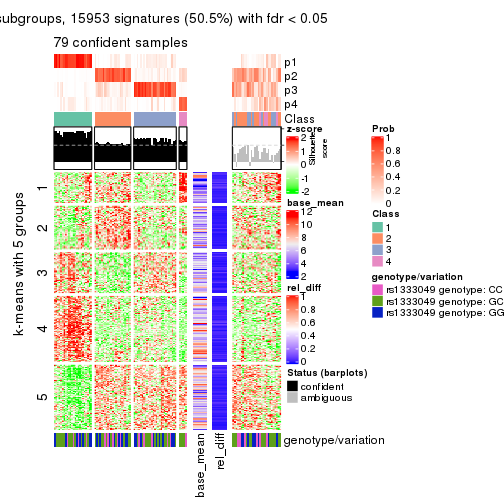 subgroups, 15953 signatures (50.5%) with fdr < 0.05
79 confident samples
p1
p2
p3
p4
Class
Silhouette
score
k-means with 5 groups
1
2
3
4
5
base_mean
rel_diff
genotype/variation
z-score
2
1
0
-1
-2
base_mean
12
10
8
6
4
2
rel_diff
1
0.8
0.6
0.4
0.2
0
Status (barplots)
confident
ambiguous
Prob
1
0.8
0.6
0.4
0.2
0
Class
1
2
3
4
genotype/variation
rs1333049 genotype: CC
rs1333049 genotype: GC
rs1333049 genotype: GG